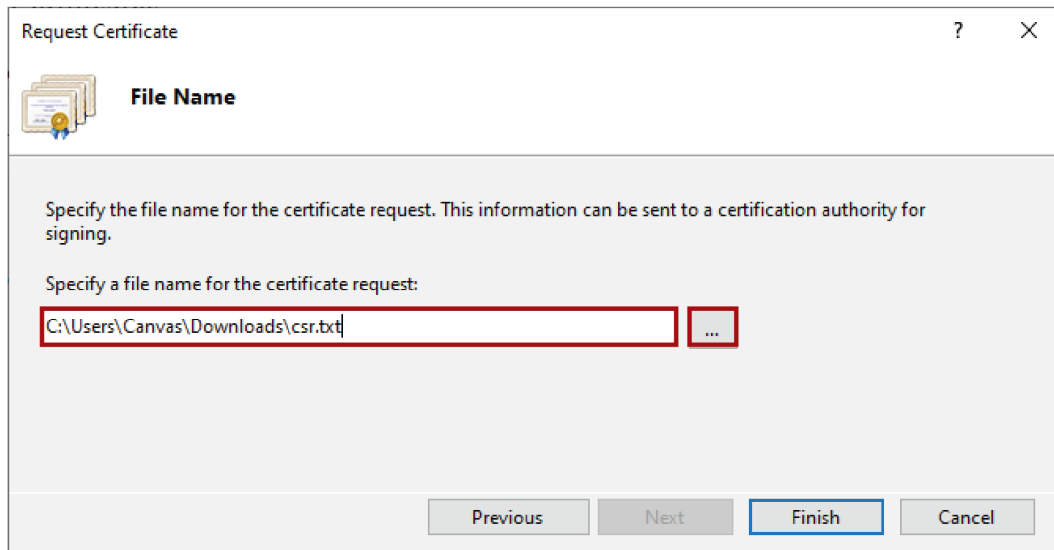 Request Certificate
?
File Name
Specify the file name for the certificate request. This information can be sent to a certification authority for
signing.
Specify a file name for the certificate request:
C:\Users\Canvas\Downloads\csr.txt
...
Previous
Next
Finish
Cancel